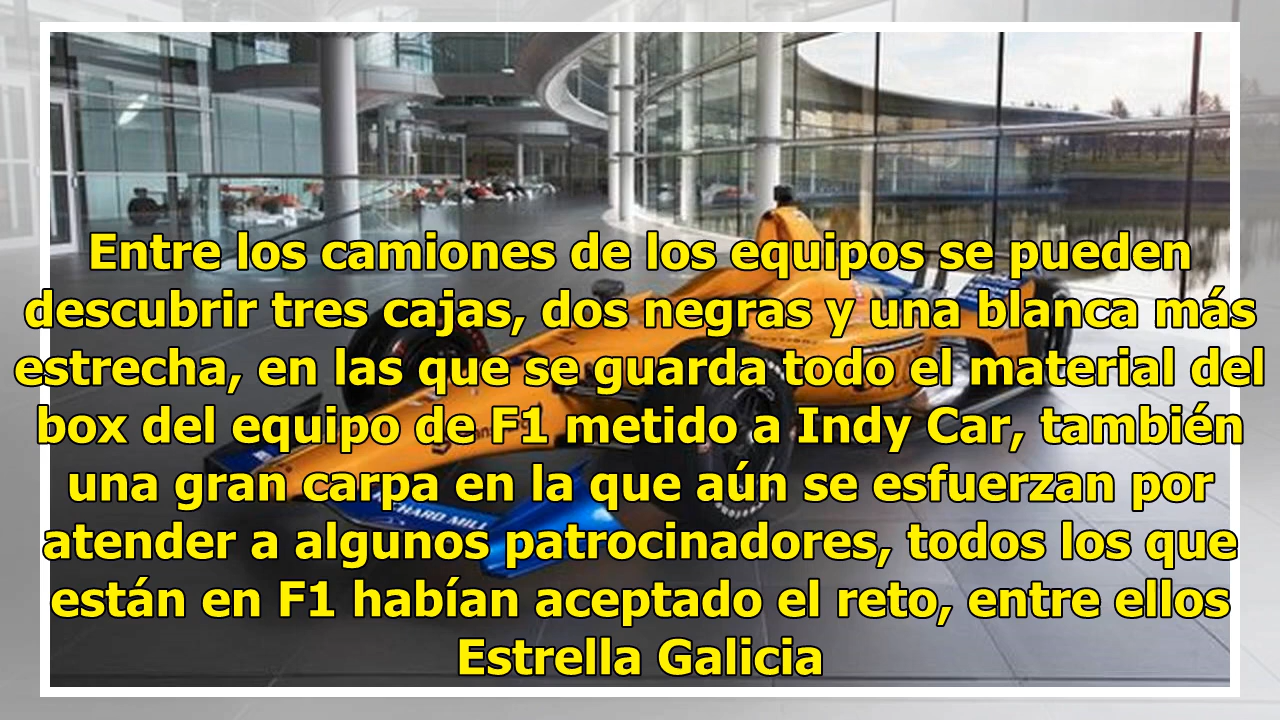 Entre los camiones de los equipos se pueden
descubrir tres cajas, dos negras y una blanca más
estrecha, en las que se guarda todo el material del
box del equipo de F1 metido a Indy Car, también
una gran carpa en la que aún se esfuerzan por
atender a algunos patrocinadores, todos los que
están en F1 habían aceptado el reto, entre ellos
Estrella Galicia
RICHARD MILLE